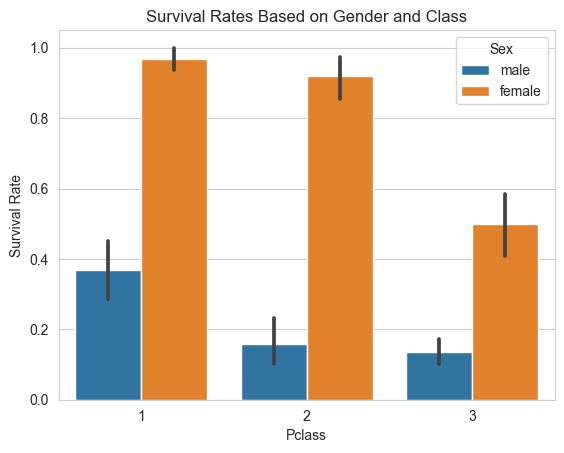 Survival Rates Based on Gender and Class
Sex
male
female
Survival Rate
1.0
0.8
0.6
0.4
0.2
0.0
1 2 3
Pclass